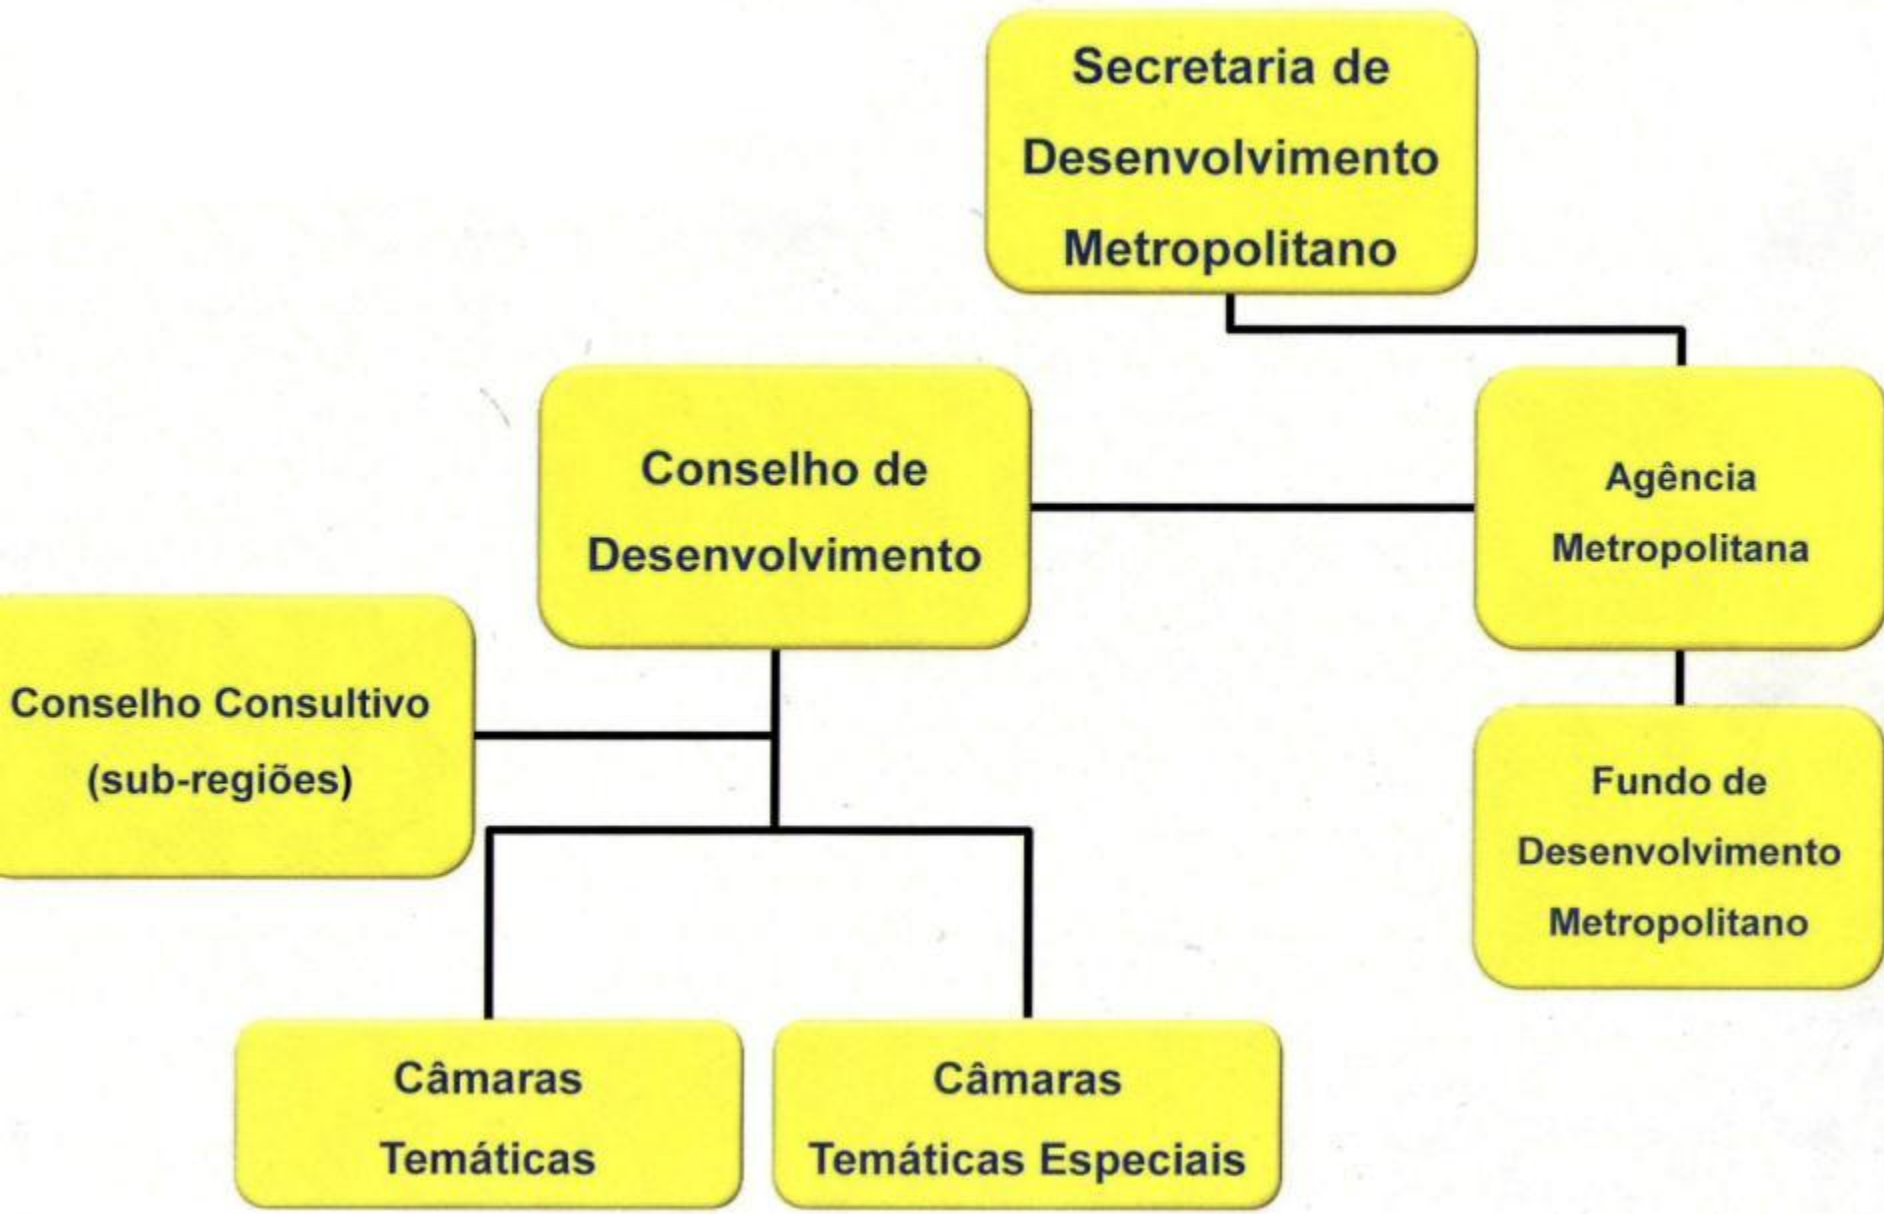 Secretaria de
Desenvolvimento
Metropolitano
Conselho de
Desenvolvimento
Agência
Metropolitana
Conselho Consultivo
(sub-regiões)
Fundo de
Desenvolvimento
Metropolitano
Câmaras
Temáticas
Câmaras
Temáticas Especiais